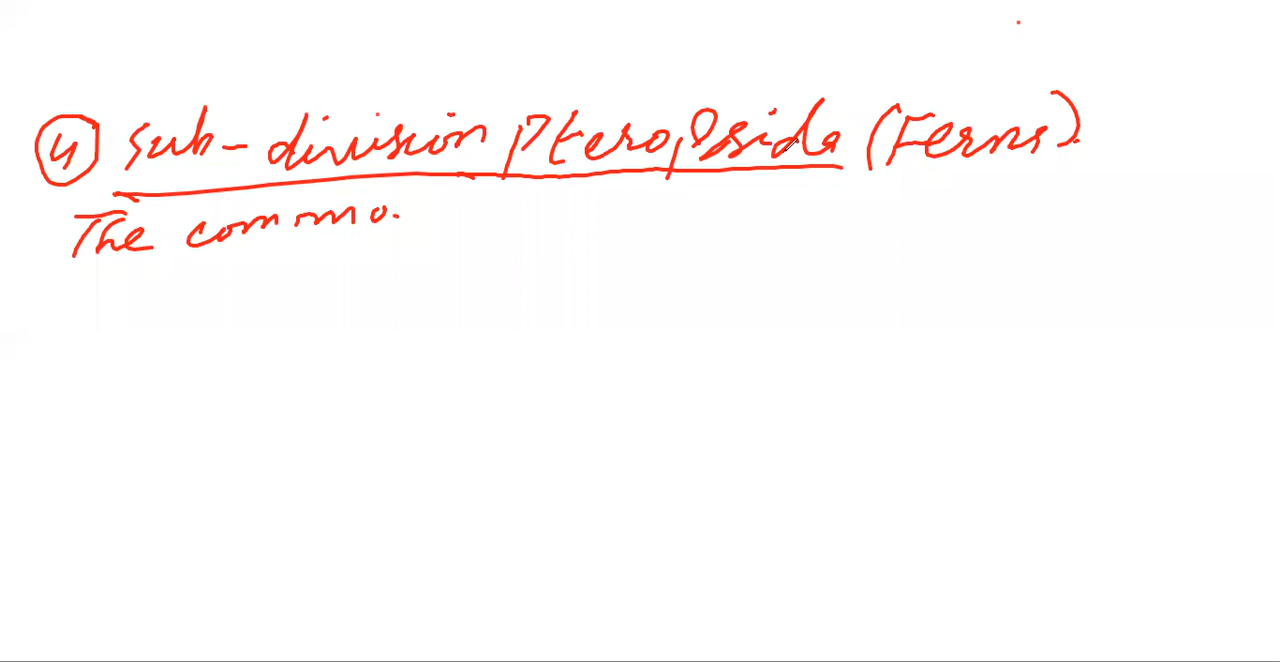 4) Sub-division Pteropsida (Ferns).
The commo.